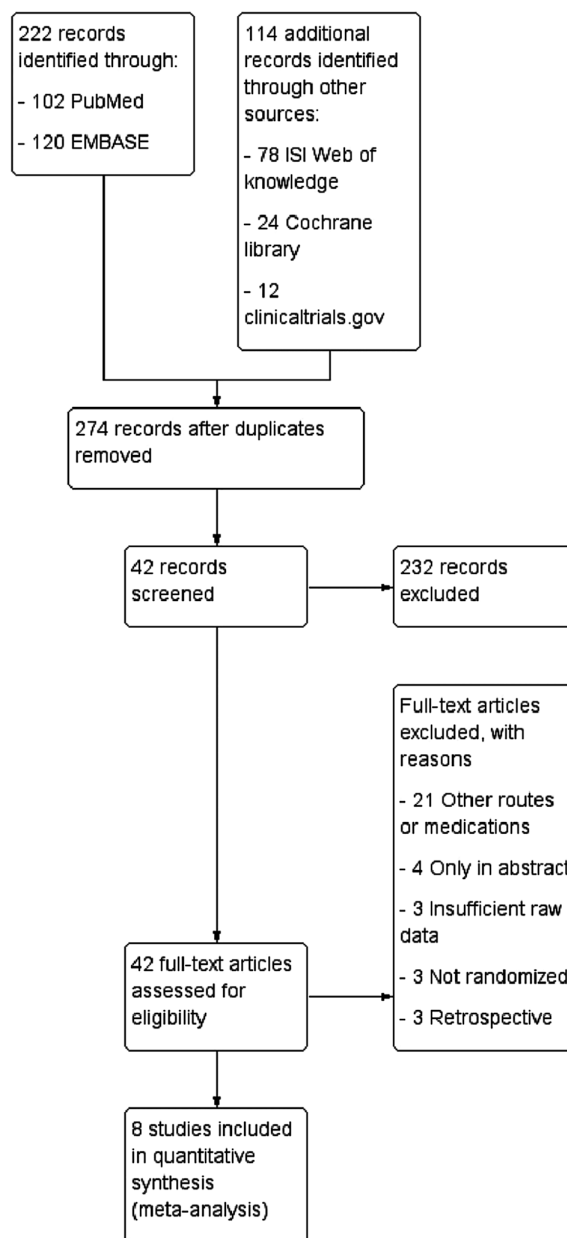 222 records
identified through:
- 102 PubMed
- 120 EMBASE
114 additional
records identified
through other
sources:
- 78 ISI Web of
knowledge
- 24 Cochrane
library
- 12
clinicaltrials.gov
274 records after duplicates
removed
42 records
screened
232 records
excluded
Full-text articles
excluded, with
reasons
- 21 Other routes
or medications
- 4 Only in abstract
- 3 Insufficient raw
data
- 3 Not randomized
- 3 Retrospective
42 full-text articles
assessed for
eligibility
8 studies included
in quantitative
synthesis
(meta-analysis)